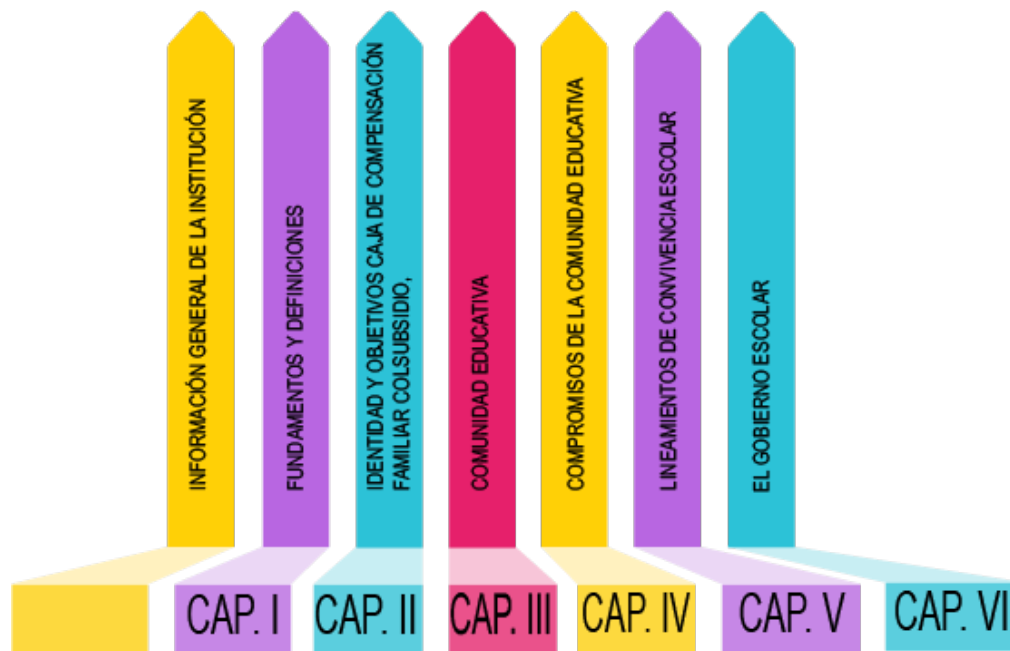 INFORMACIÓN GENERAL DE LA INSTITUCIÓN
FUNDAMENTOS Y DEFINICIONES
IDENTIDAD Y OBJETIVOS CAJA DE COMPENSACIÓN
FAMILIAR COLSUBSIDIO,
COMUNIDAD EDUCATIVA
COMPROMISOS DE LA COMUNIDAD EDUCATIVA
LINEAMIENTOS DE CONVIVENCIA ESCOLAR
EL GOBIERNO ESCOLAR
CAP. I
CAP. II
CAP. III
CAP. IV
CAP. V
CAP. VI